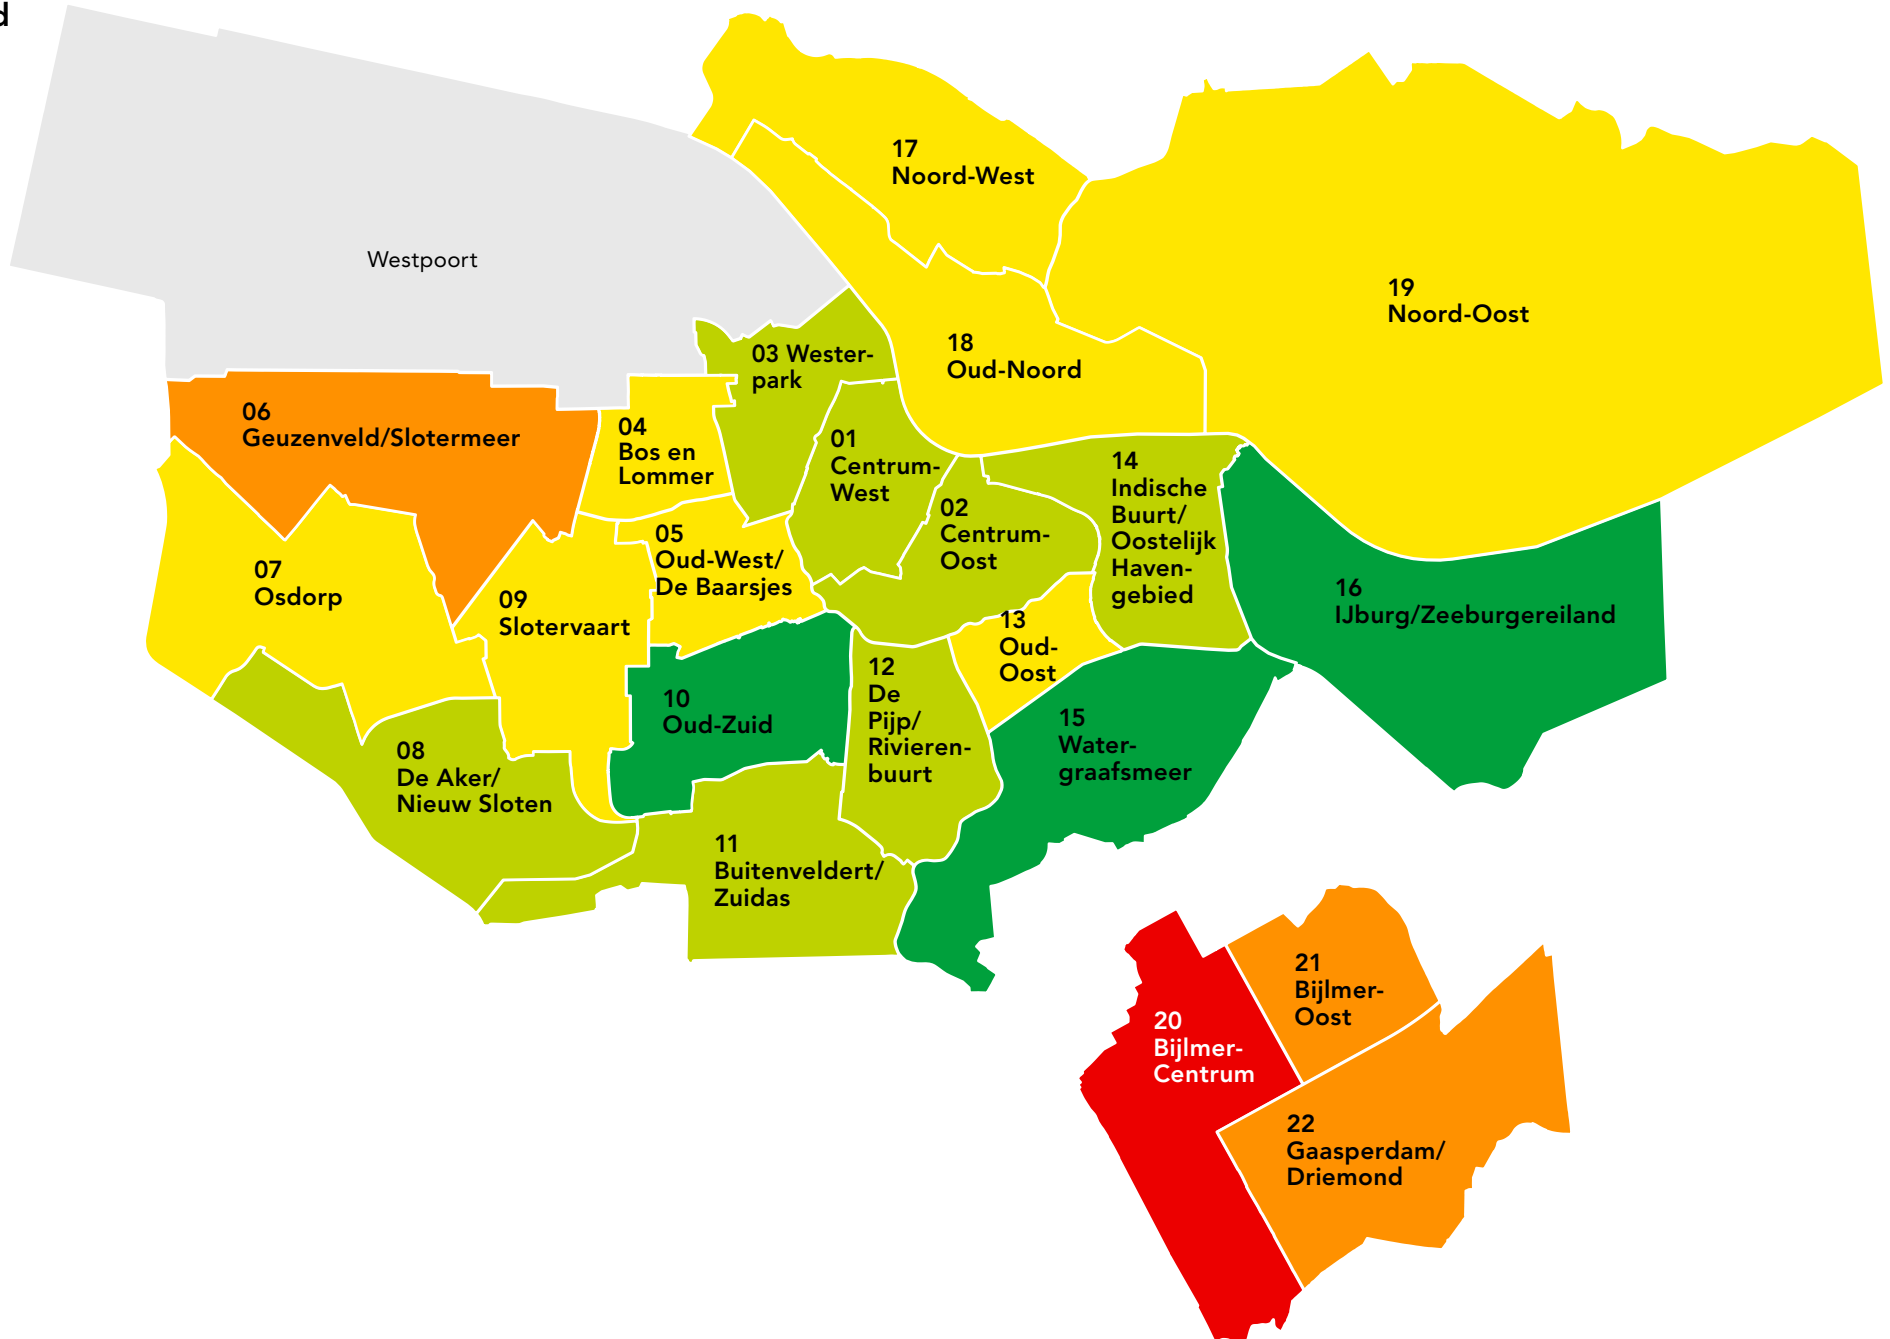 d
17
Noord-West
Westpoort
19
Noord-Oost
18
Oud-Noord
03 Wester-
park
06
Geuzenveld/Slotermeer
04
Bos en
Lommer
01
Centrum-
West
14
Indische
Buurt/
Oostelijk
Haven-
gebied
02
Centrum-
Oost
05
Oud-West/
De Baarsjes
07
Osdorp
09
Slotervaart
16
IJburg/Zeeburgereiland
13
Oud-
Oost
12
De
Pijp/
Rivieren-
buurt
10
Oud-Zuid
15
Water-
graafsmeer
08
De Aker/
Nieuw Sloten
11
Buitenveldert/
Zuidas
21
Bijlmer-
Oost
20
Bijlmer-
Centrum
22
Gaasperdam/
Driemond